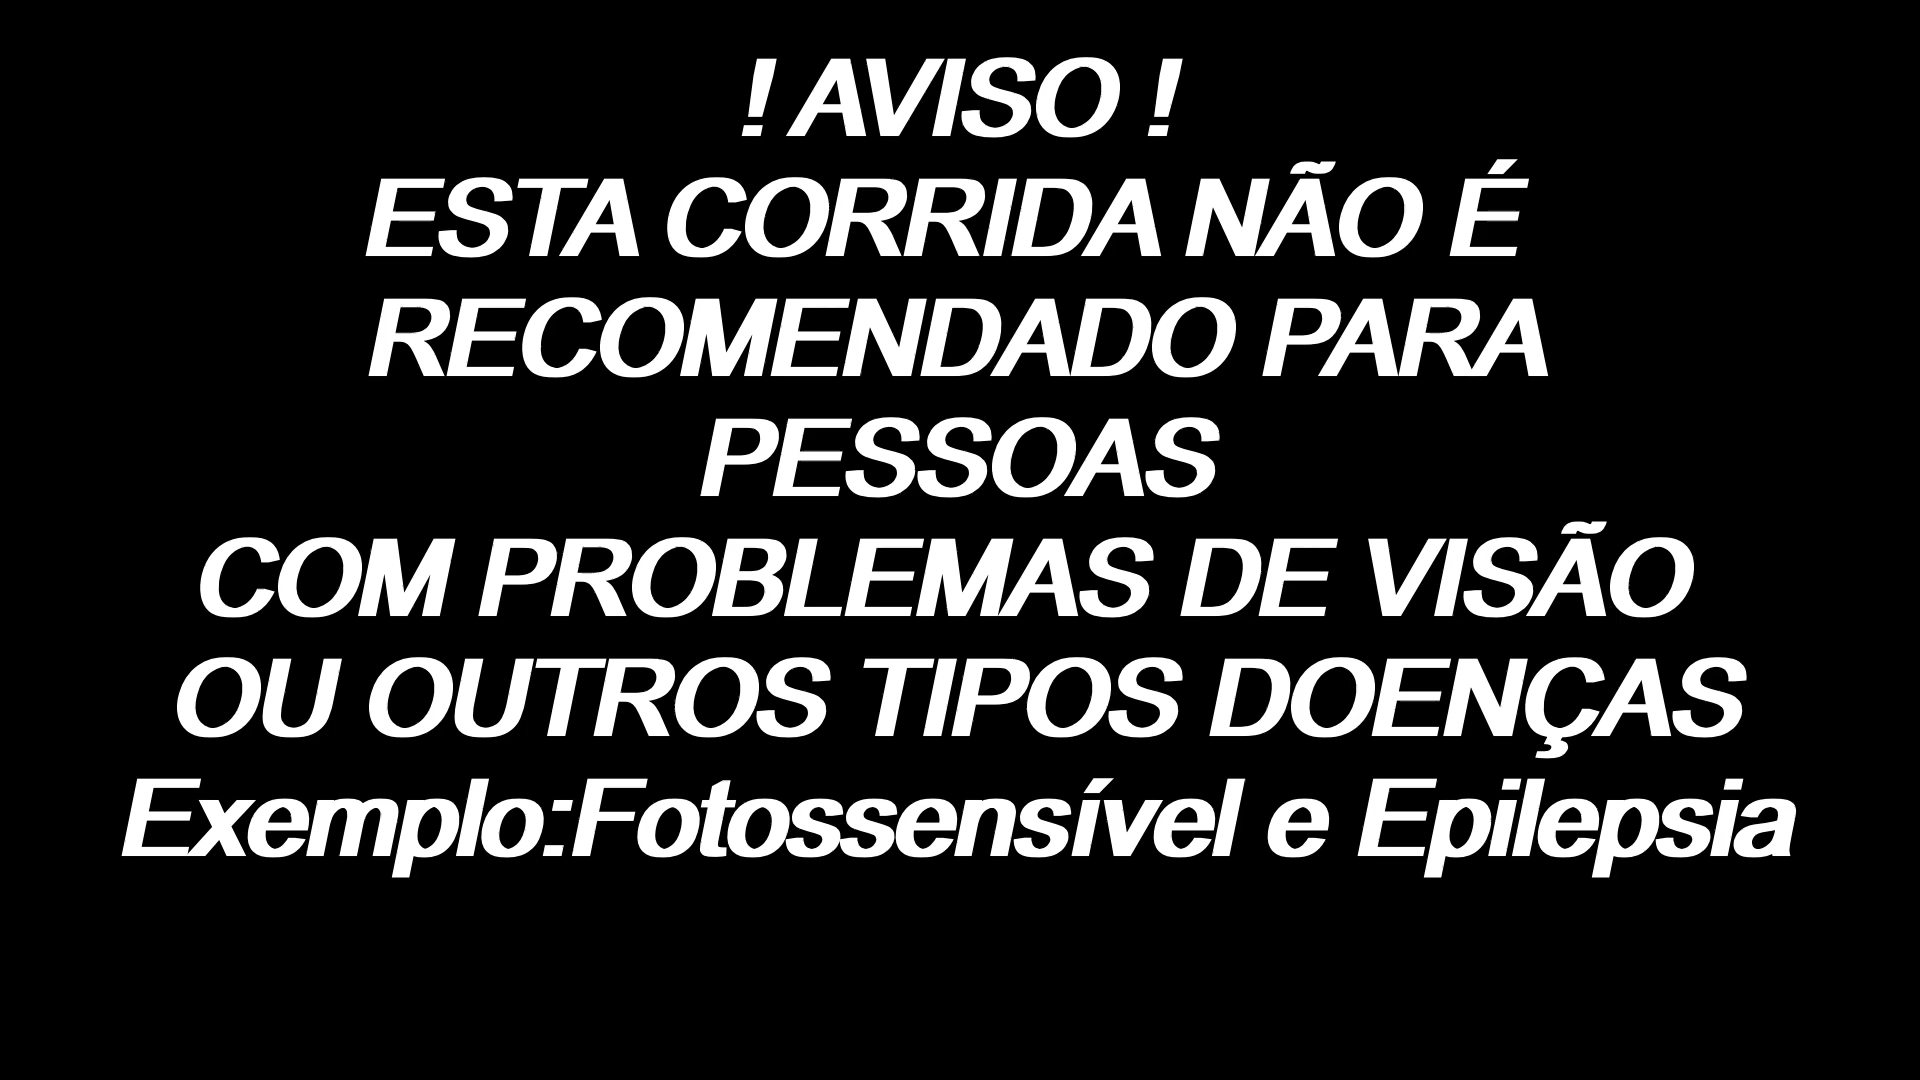 ! AVISO !
ESTA CORRIDA NÃO É
RECOMENDADO PARA
PESSOAS
COM PROBLEMAS DE VISÃO
OU OUTROS TIPOS DOENÇAS
Exemplo:Fotossensível e Epilepsia